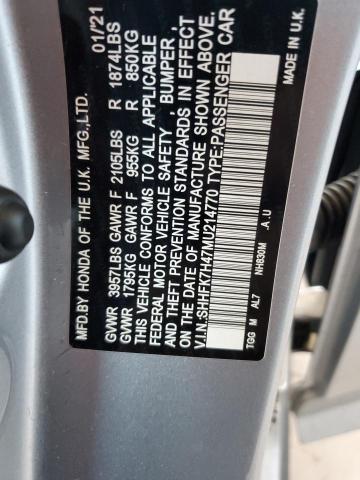 MFD.BY HONDA OF THE U.K. MFG.,LTD. 01/21
GVWR 3957LBS GAWR F 2105LBS R 1874LBS
GVWR 1795KG GAWR F 955KG R 850KG
THIS VEHICLE CONFORMS TO ALL APPLICABLE
FEDERAL MOTOR VEHICLE SAFETY , BUMPER,
AND THEFT PREVENTION STANDARDS IN EFFECT
ON THE DATE OF MANUFACTURE SHOWN ABOVE.
V.I.N.:SHHFK7H47MU214770 TYPE:PASSENGER CAR
TGG M AL7 NH830M .A.U
MADE IN U.K